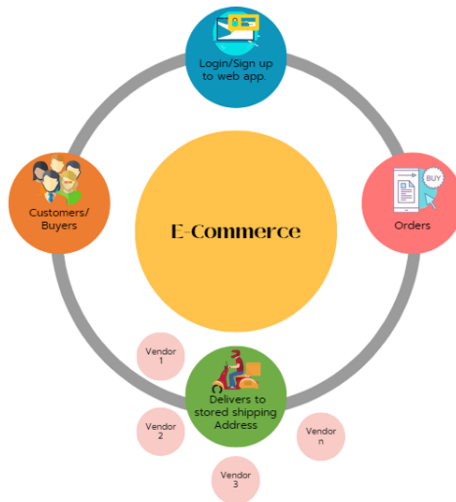 Login/Sign up
to web app.
Customers/
Buyers
E-Commerce
BUY
Orders
Vendor
1
Delivers to
stored shipping
Address
Vendor
2
Vendor
n
Vendor
3